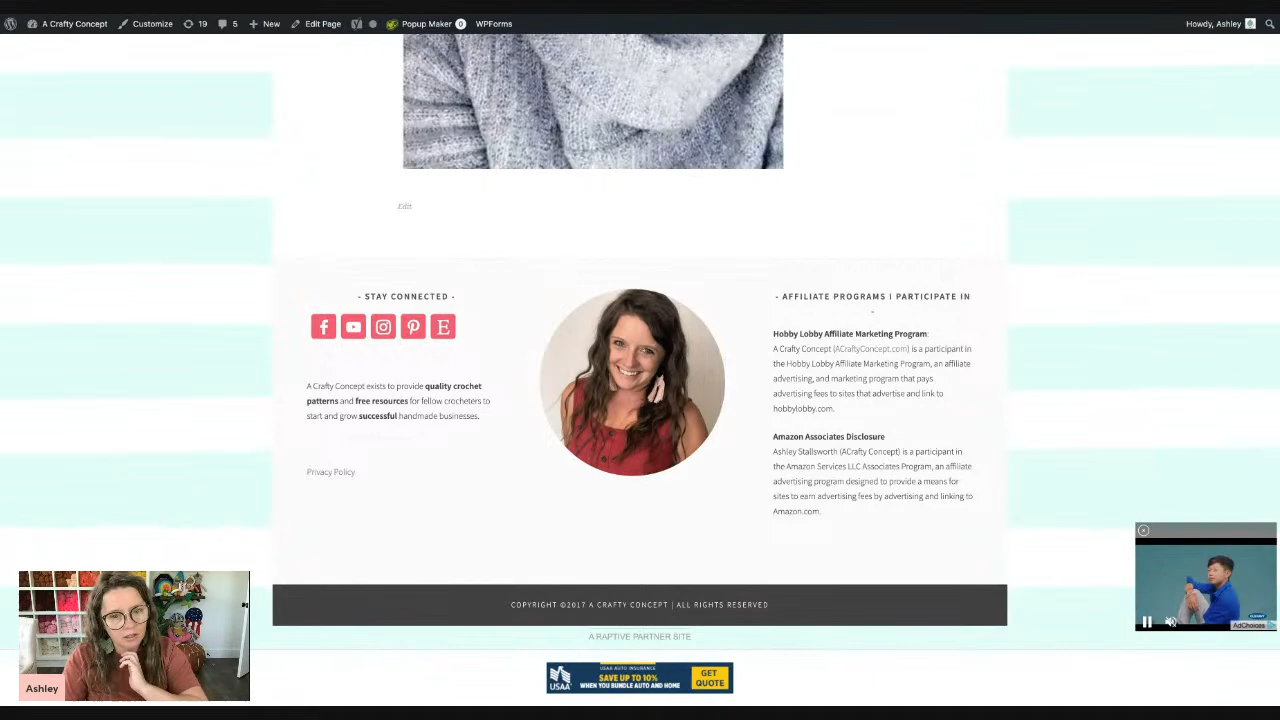 A Crafty Concept Customize 19 5 New Edit Page Popup Maker 0 WPForms Howdy, Ashley
Edit
- STAY CONNECTED -
A Crafty Concept exists to provide quality crochet
patterns and free resources for fellow crocheters to
start and grow successful handmade businesses.
Privacy Policy
- AFFILIATE PROGRAMS I PARTICIPATE IN
-
Hobby Lobby Affiliate Marketing Program:
A Crafty Concept (ACraftyConcept.com) is a participant in
the Hobby Lobby Affiliate Marketing Program, an affiliate
advertising, and marketing program that pays
advertising fees to sites that advertise and link to
hobbylobby.com.
Amazon Associates Disclosure
Ashley Stallsworth (ACrafty Concept) is a participant in
the Amazon Services LLC Associates Program, an affiliate
advertising program designed to provide a means for
sites to earn advertising fees by advertising and linking to
Amazon.com.
AdChoices
Ashley
COPYRIGHT ©2017 A CRAFTY CONCEPT | ALL RIGHTS RESERVED
A RAPTIVE PARTNER SITE
USAA
USAA AUTO INSURANCE
SAVE UP TO 10%
WHEN YOU BUNDLE AUTO AND HOME
GET
QUOTE